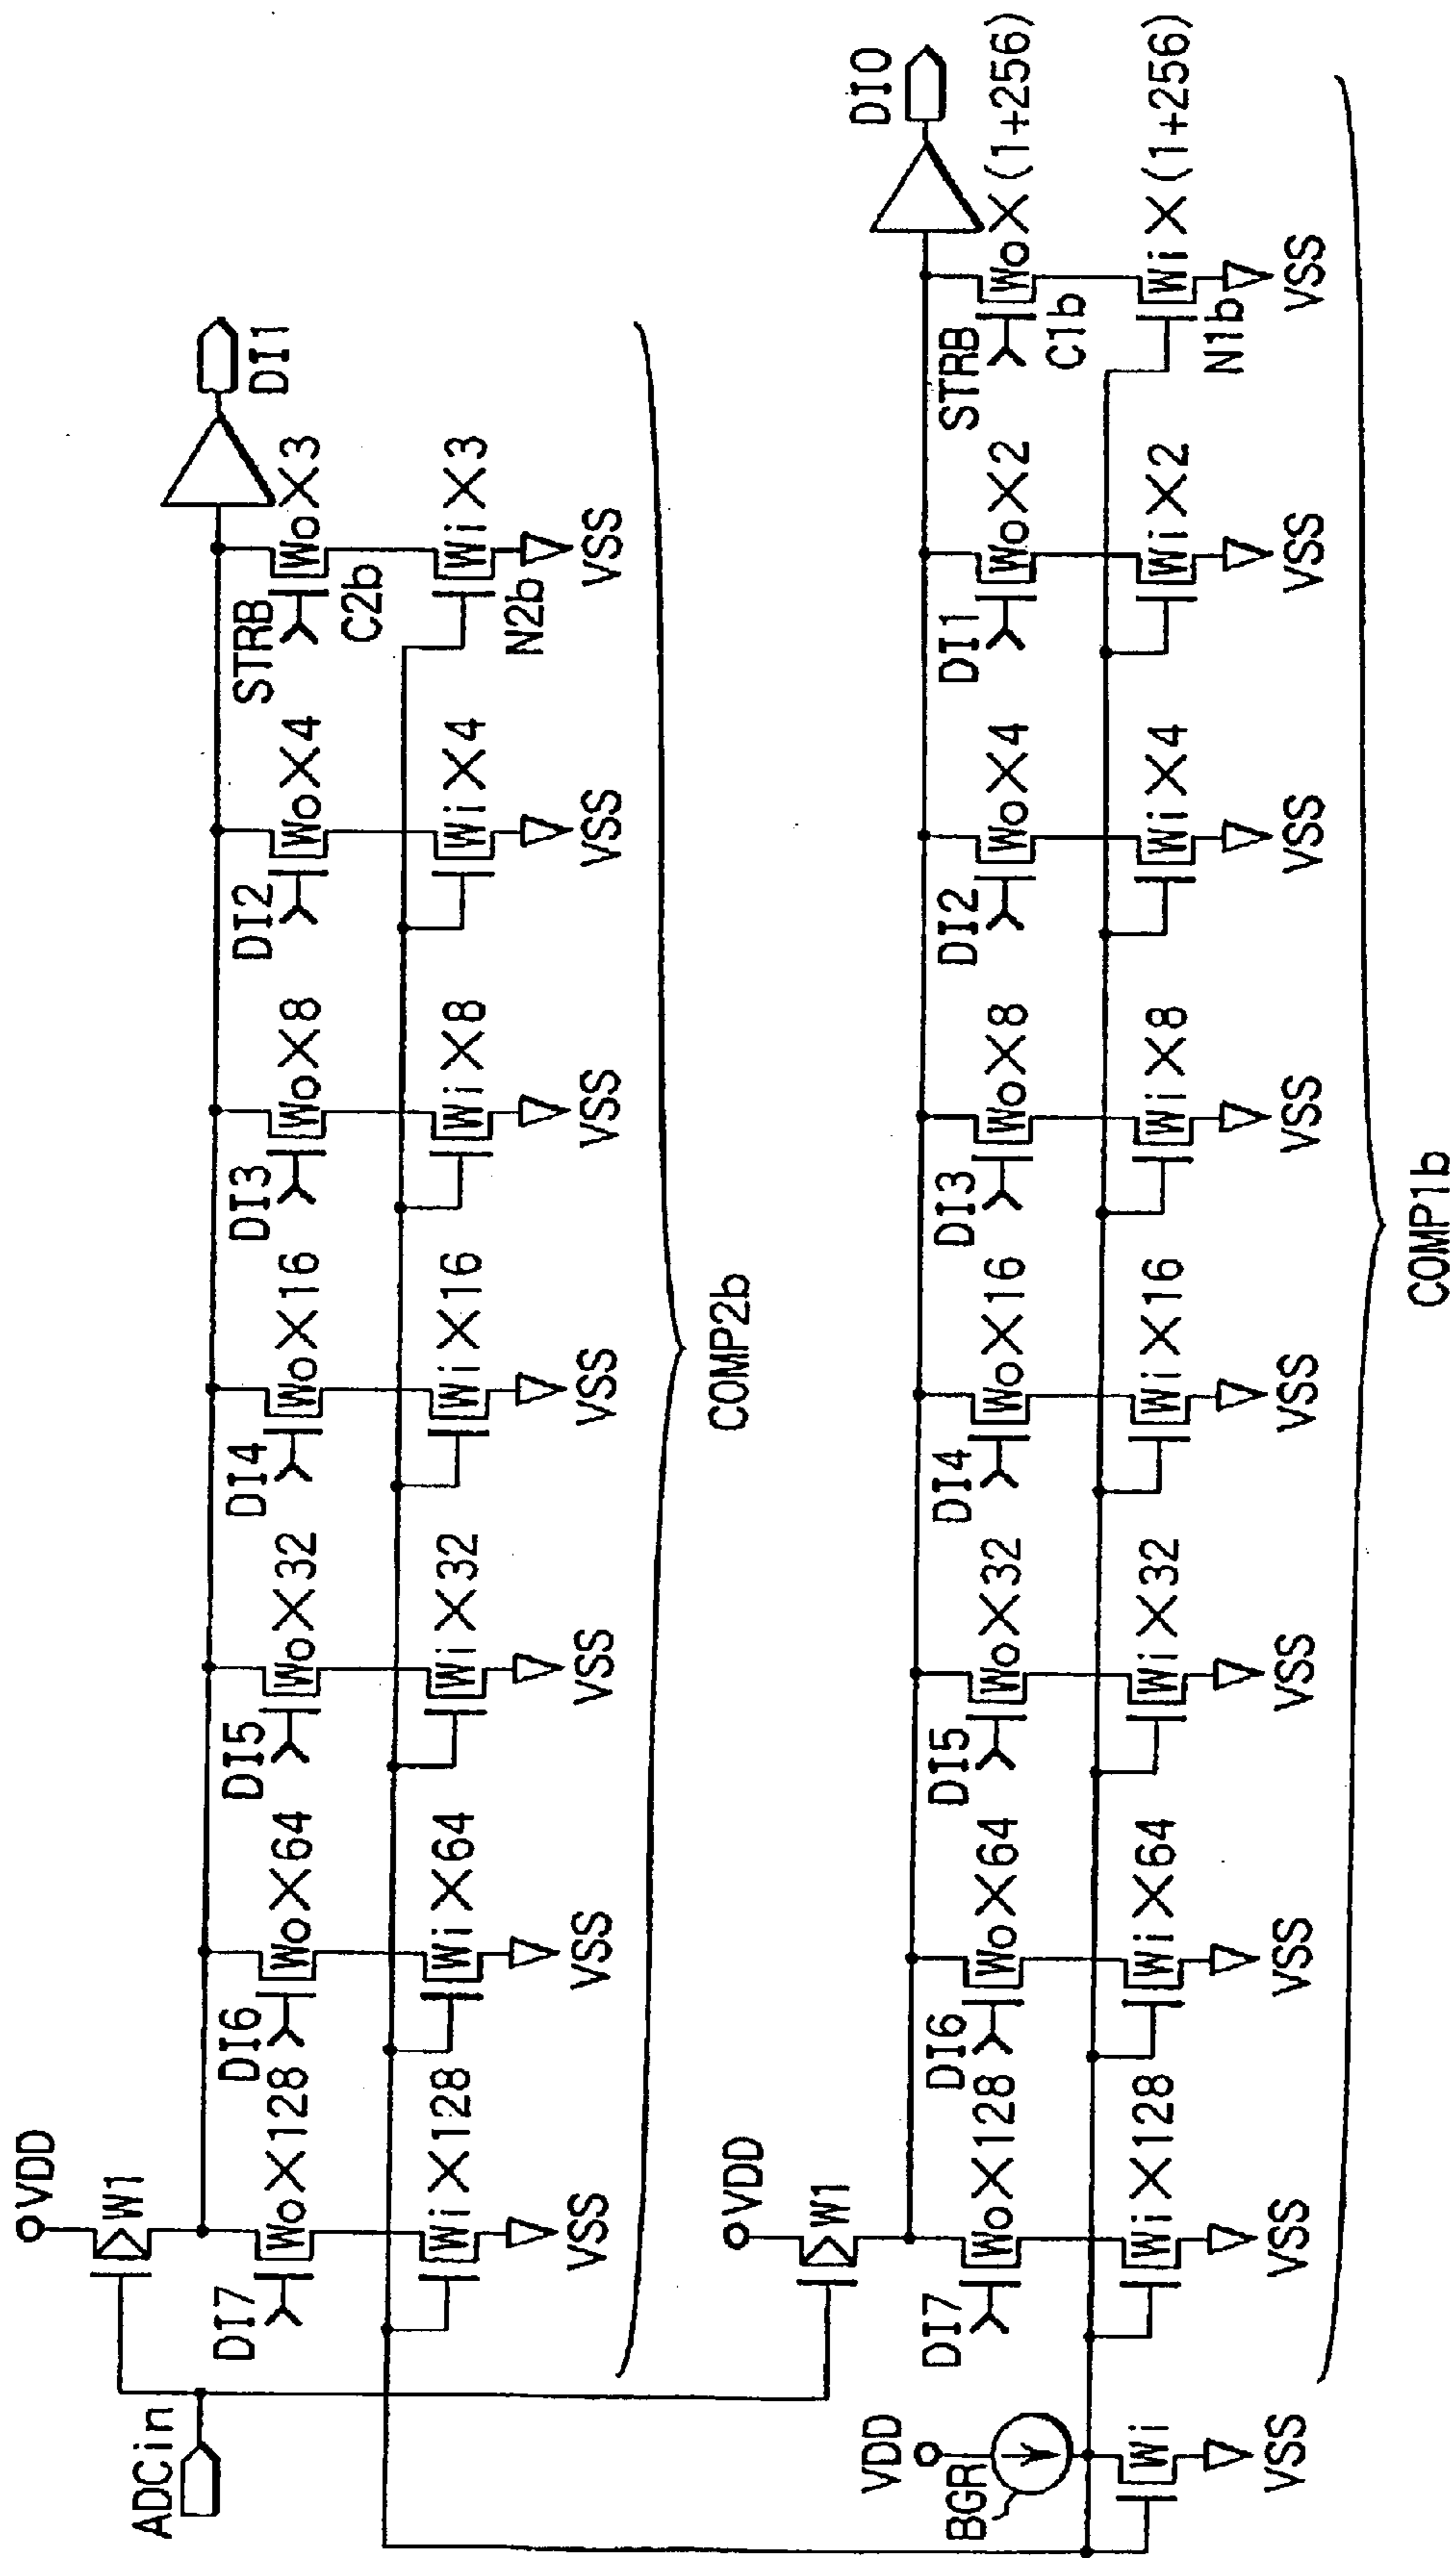 ADCin
VDD
W1
DI7
Wo×128
Wi×128
VSS
DI6
Wo×64
Wi×64
VSS
DI5
Wo×32
Wi×32
VSS
DI4
Wo×16
Wi×16
VSS
DI3
Wo×8
Wi×8
VSS
DI2
Wo×4
Wi×4
VSS
STRB
Wo×3
C2b
Wi×3
N2b
VSS
DI1
COMP2b
VDD
BGR
Wi
VSS
VDD
W1
DI7
Wo×128
Wi×128
VSS
DI6
Wo×64
Wi×64
VSS
DI5
Wo×32
Wi×32
VSS
DI4
Wo×16
Wi×16
VSS
DI3
Wo×8
Wi×8
VSS
DI2
Wo×4
Wi×4
VSS
DI1
Wo×2
Wi×2
VSS
STRB
Wo×(1+256)
C1b
Wi×(1+256)
N1b
VSS
DI0
COMP1b